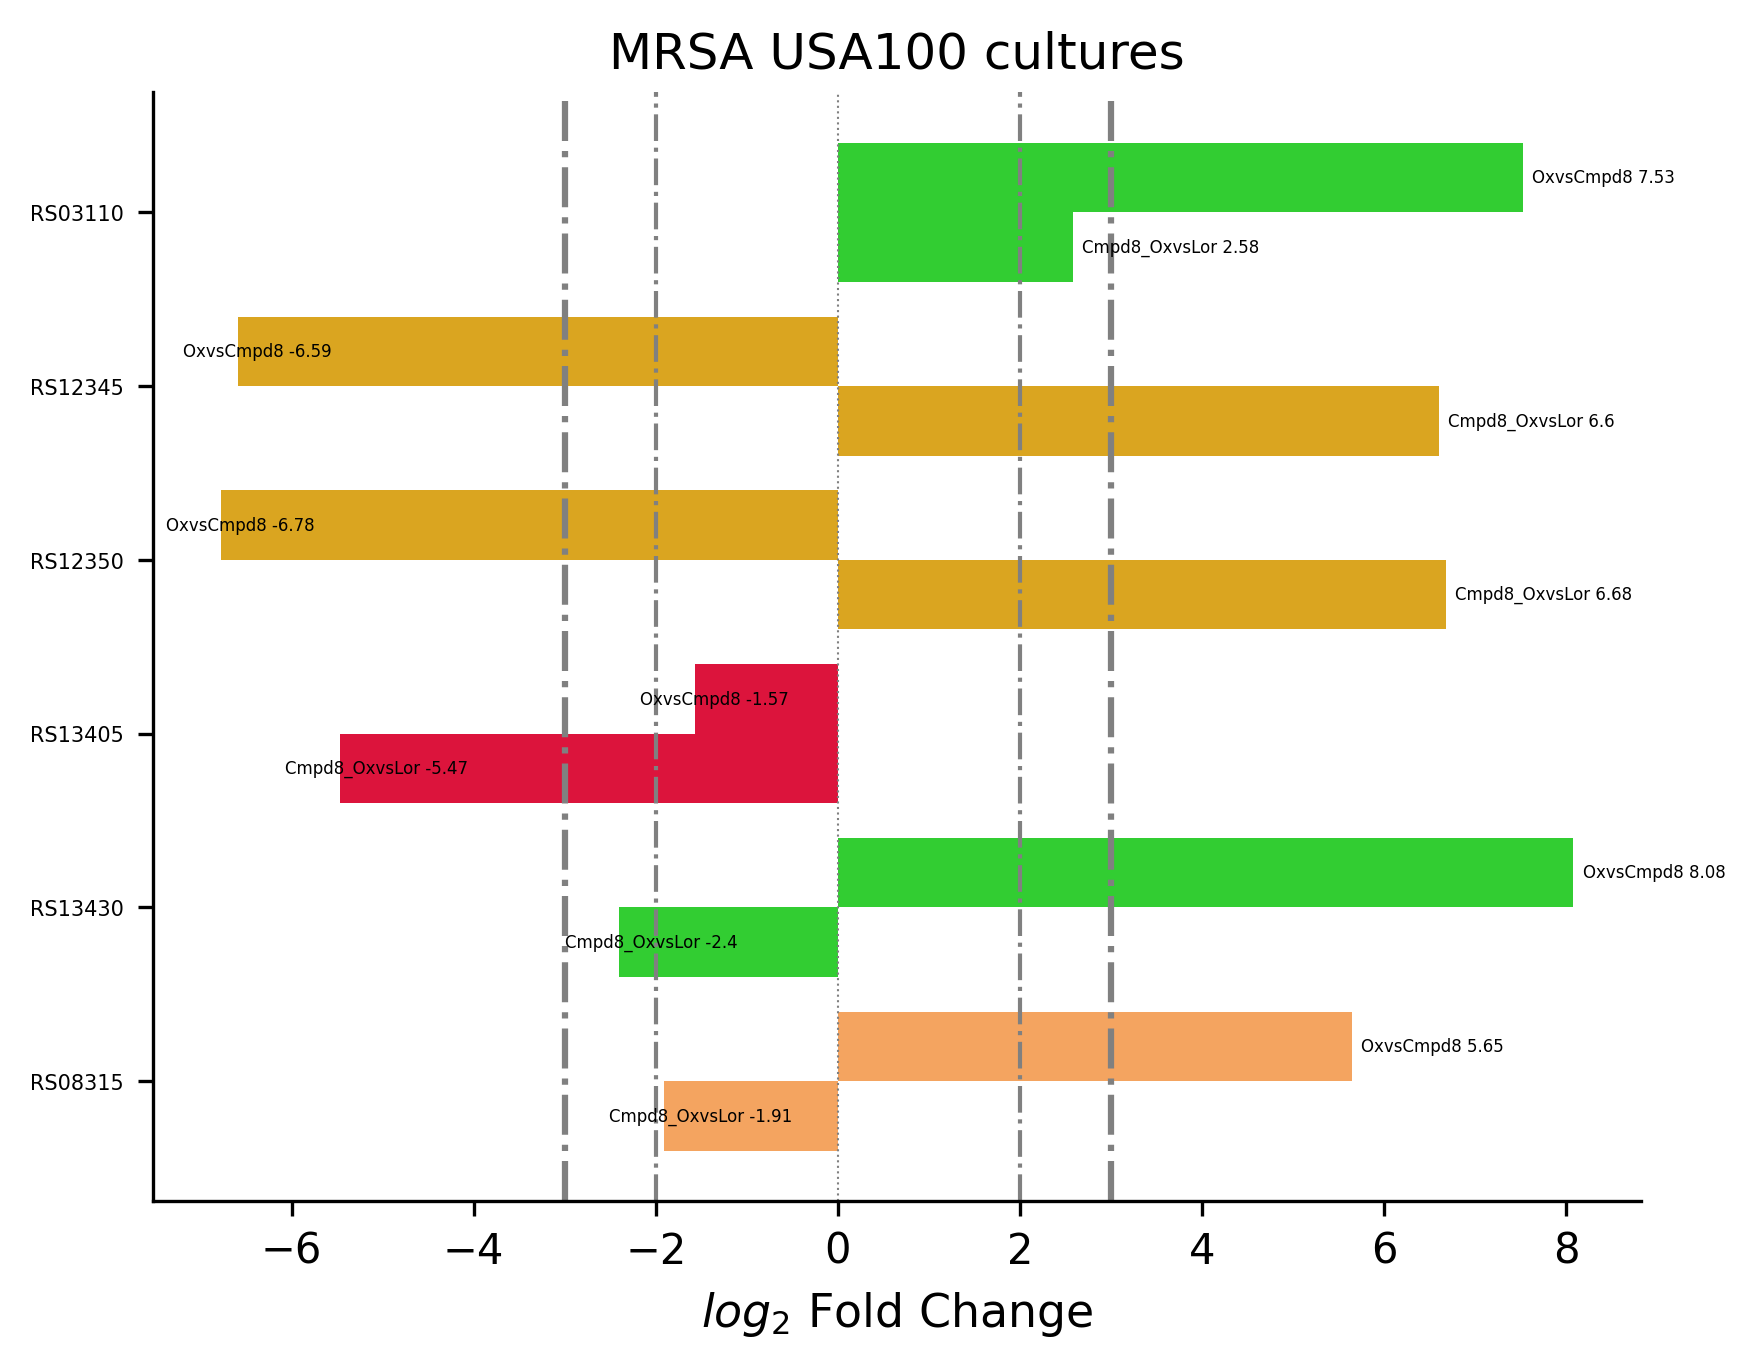 MRSA USA100 cultures
OxvsCmpd8 7.53
RS03110
Cmpd8_OxvsLor 2.58
OxvsCmpd8 -6.59
RS12345
Cmpd8_OxvsLor 6.6
OxvsCmpd8 -6.78
RS12350
Cmpd8_OxvsLor 6.68
OxvsCmpd8 -1.57
RS13405
Cmpd8_OxvsLor -5.47
OxvsCmpd8 8.08
RS13430
Cmpd8_OxvsLor -2.4
OxvsCmpd8 5.65
RS08315
Cmpd8_OxvsLor -1.91
−6 −4 −2 0 2 4 6 8
log₂ Fold Change